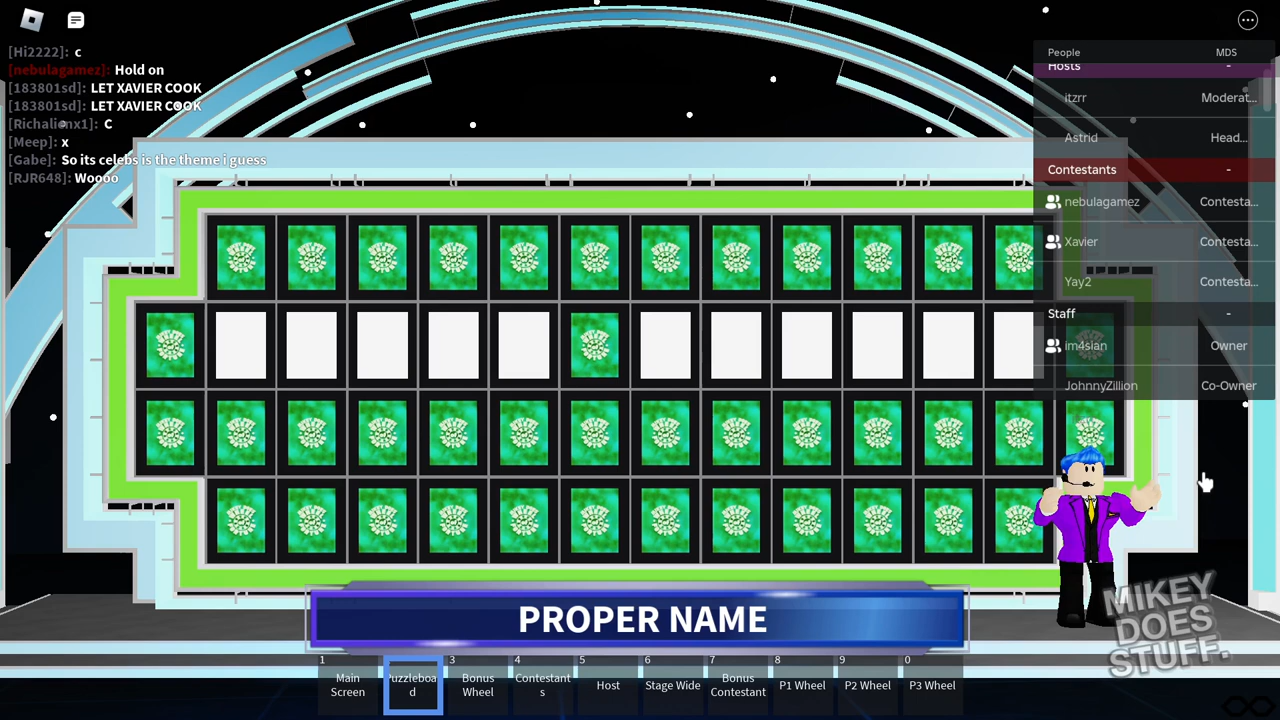 [Hi2222]: c
[nebulagamez]: Hold on
[183801sd]: LET XAVIER COOK
[183801sd]: LET XAVIER COOK
[Richalienx1]: C
[Meep]: x
[Gabe]: So its celebs is the theme i guess
[RJR648]: Woooo
People MDS
Hosts -
itzrr Moderat...
Astrid Head...
Contestants -
nebulagamez Contesta...
Xavier Contesta...
Yay2 Contesta...
Staff -
im4sian Owner
JohnnyZillion Co-Owner
PROPER NAME
MIKEY
DOES
STUFF.
1 Main Screen
Puzzleboa
d
3 Bonus Wheel
4 Contestant
s
5 Host
6 Stage Wide
7 Bonus Contestant
8 P1 Wheel
9 P2 Wheel
0 P3 Wheel